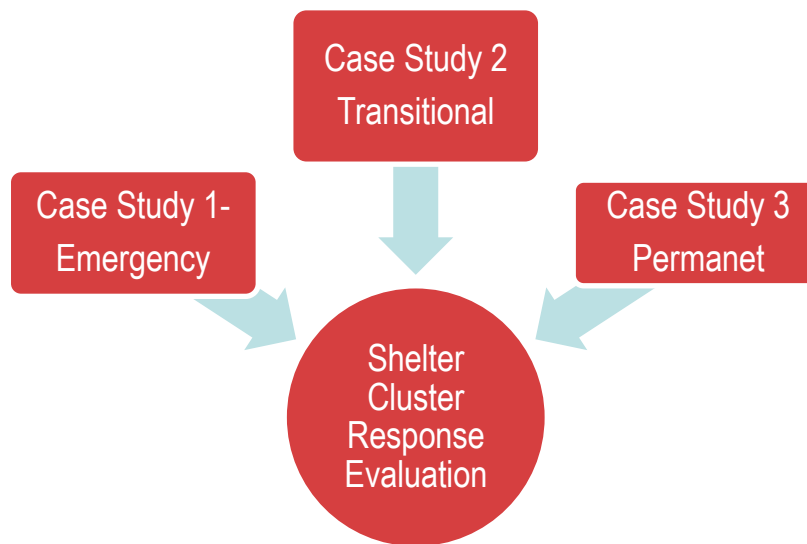 Case Study 2
Transitional
Case Study 1-
Emergency
Case Study 3
Permanet
Shelter
Cluster
Response
Evaluation